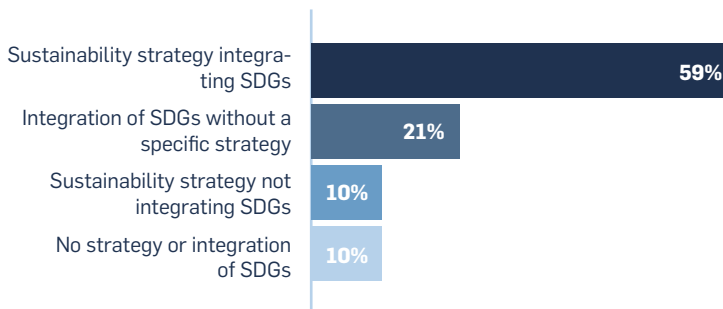 Sustainability strategy integra-
ting SDGs
59%
Integration of SDGs without a
specific strategy
21%
Sustainability strategy not
integrating SDGs
10%
No strategy or integration
of SDGs
10%